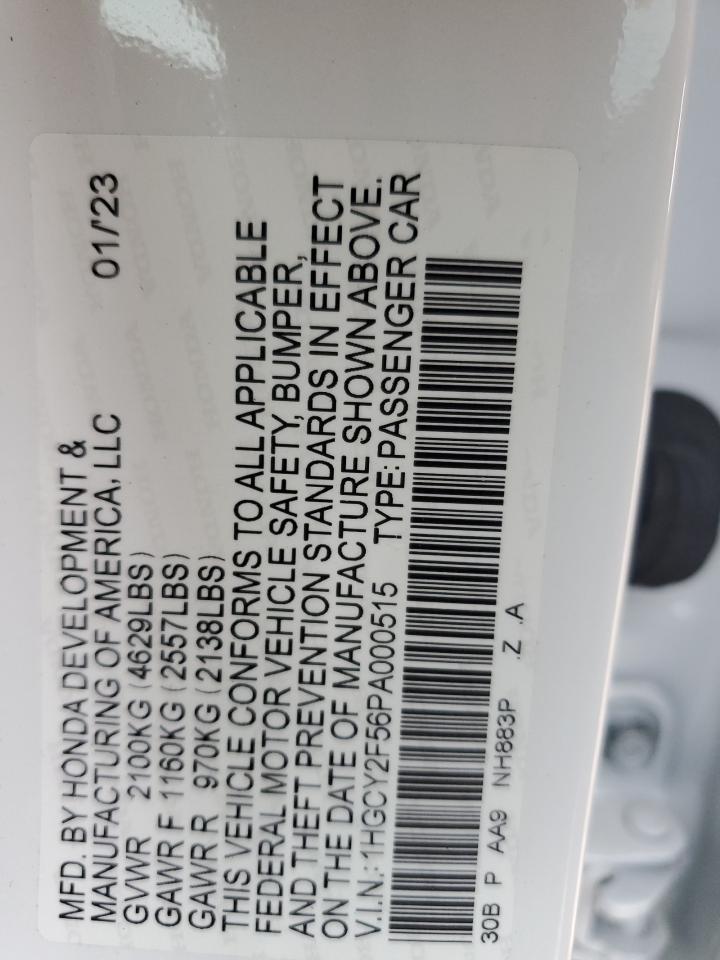 MFD. BY HONDA DEVELOPMENT &
MANUFACTURING OF AMERICA, LLC 01/'23
GVWR 2100KG (4629LBS)
GAWR F 1160KG (2557LBS)
GAWR R 970KG (2138LBS)
THIS VEHICLE CONFORMS TO ALL APPLICABLE
FEDERAL MOTOR VEHICLE SAFETY, BUMPER,
AND THEFT PREVENTION STANDARDS IN EFFECT
ON THE DATE OF MANUFACTURE SHOWN ABOVE.
V.I.N.: 1HGCY2F56PA000515 TYPE: PASSENGER CAR
30B P AA9 NH883P .Z .A